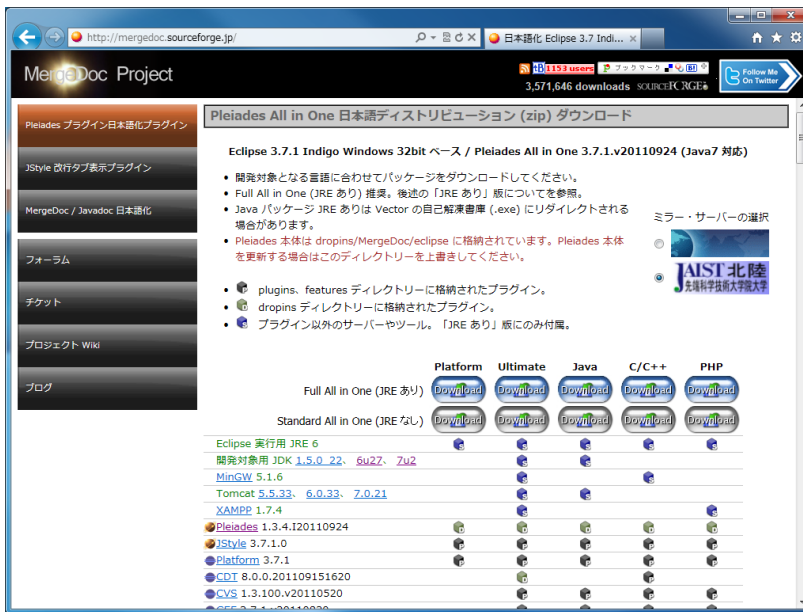 http://mergedoc.sourceforge.jp/
日本語化 Eclipse 3.7 Indi...
MergeDoc Project
1153 users
ブックマーク
3,571,646 downloads SOURCEFORGE
Follow Me
On Twitter
Pleiades プラグイン日本語化プラグイン
JStyle 改行タブ表示プラグイン
MergeDoc / Javadoc 日本語化
フォーラム
チケット
プロジェクト Wiki
ブログ
Pleiades All in One 日本語ディストリビューション (zip) ダウンロード
Eclipse 3.7.1 Indigo Windows 32bit ベース / Pleiades All in One 3.7.1.v20110924 (Java7 対応)
• 開発対象となる言語に合わせてパッケージをダウンロードしてください。
• Full All in One (JRE あり) 推奨。後述の「JRE あり」版についてを参照。
• Java パッケージ JRE ありは Vector の自己解凍書庫 (.exe) にリダイレクトされる
場合があります。
• Pleiades 本体は dropins/MergeDoc/eclipse に格納されています。Pleiades 本体
を更新する場合はこのディレクトリーを上書きしてください。
• plugins、features ディレクトリーに格納されたプラグイン。
• dropins ディレクトリーに格納されたプラグイン。
• プラグイン以外のサーバーやツール。「JRE あり」版にのみ付属。
ミラー・サーバーの選択
JAIST 北陸
先端科学技術大学院大学
Platform Ultimate Java C/C++ PHP
Full All in One (JRE あり) Download Download Download Download Download
Standard All in One (JRE なし) Download Download Download Download Download
Eclipse 実行用 JRE 6
開発対象用 JDK 1.5.0_22、 6u27、 7u2
MinGW 5.1.6
Tomcat 5.5.33、 6.0.33、 7.0.21
XAMPP 1.7.4
Pleiades 1.3.4.I20110924
JStyle 3.7.1.0
Platform 3.7.1
CDT 8.0.0.201109151620
CVS 1.3.100.v20110520